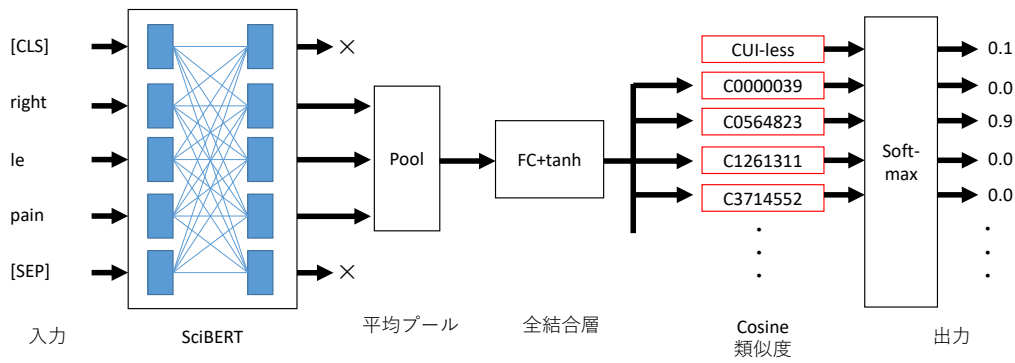 [CLS]
right
le
pain
[SEP]
入力
×
×
SciBERT
Pool
平均プール
FC+tanh
全結合層
CUI-less
C0000039
C0564823
C1261311
C3714552
Cosine
類似度
Soft-
max
0.1
0.0
0.9
0.0
0.0
出力